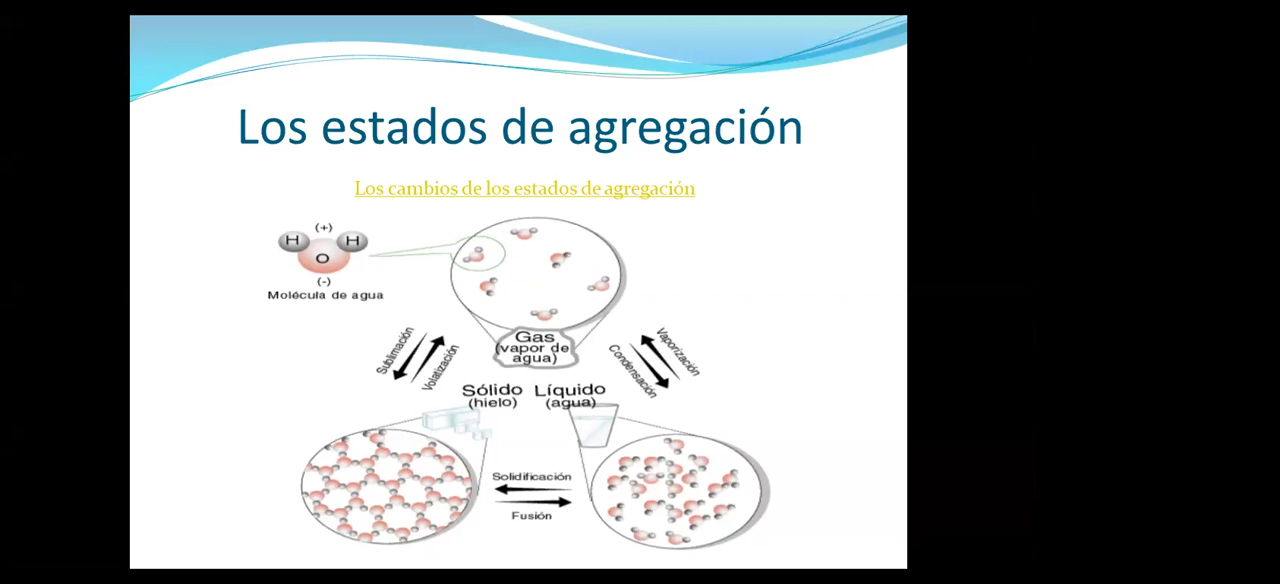 Los estados de agregación
Los cambios de los estados de agregación
(+)
H
H
O
(-)
Molécula de agua
Gas
(vapor de
agua)
Sublimación
Volatización
Vaporización
Condensación
Sólido
(hielo)
Líquido
(agua)
Solidificación
Fusión